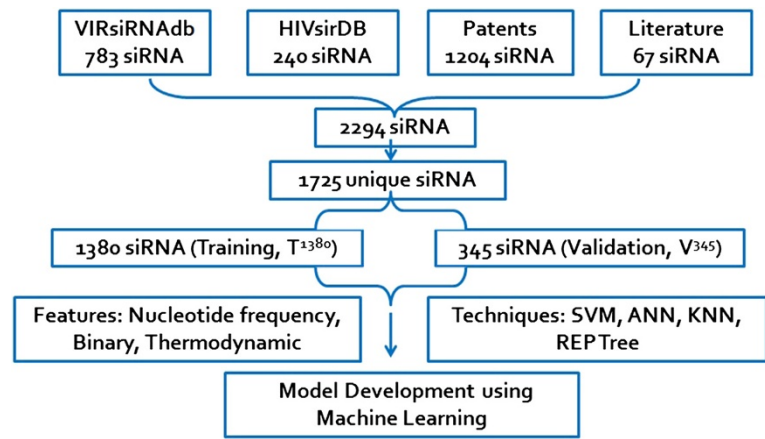 VIRsiRNAdb
783 siRNA
HIVsirDB
240 siRNA
Patents
1204 siRNA
Literature
67 siRNA
2294 siRNA
1725 unique siRNA
1380 siRNA (Training, T¹³⁸⁰)
345 siRNA (Validation, V³⁴⁵)
Features: Nucleotide frequency,
Binary, Thermodynamic
Techniques: SVM, ANN, KNN,
REP Tree
Model Development using
Machine Learning